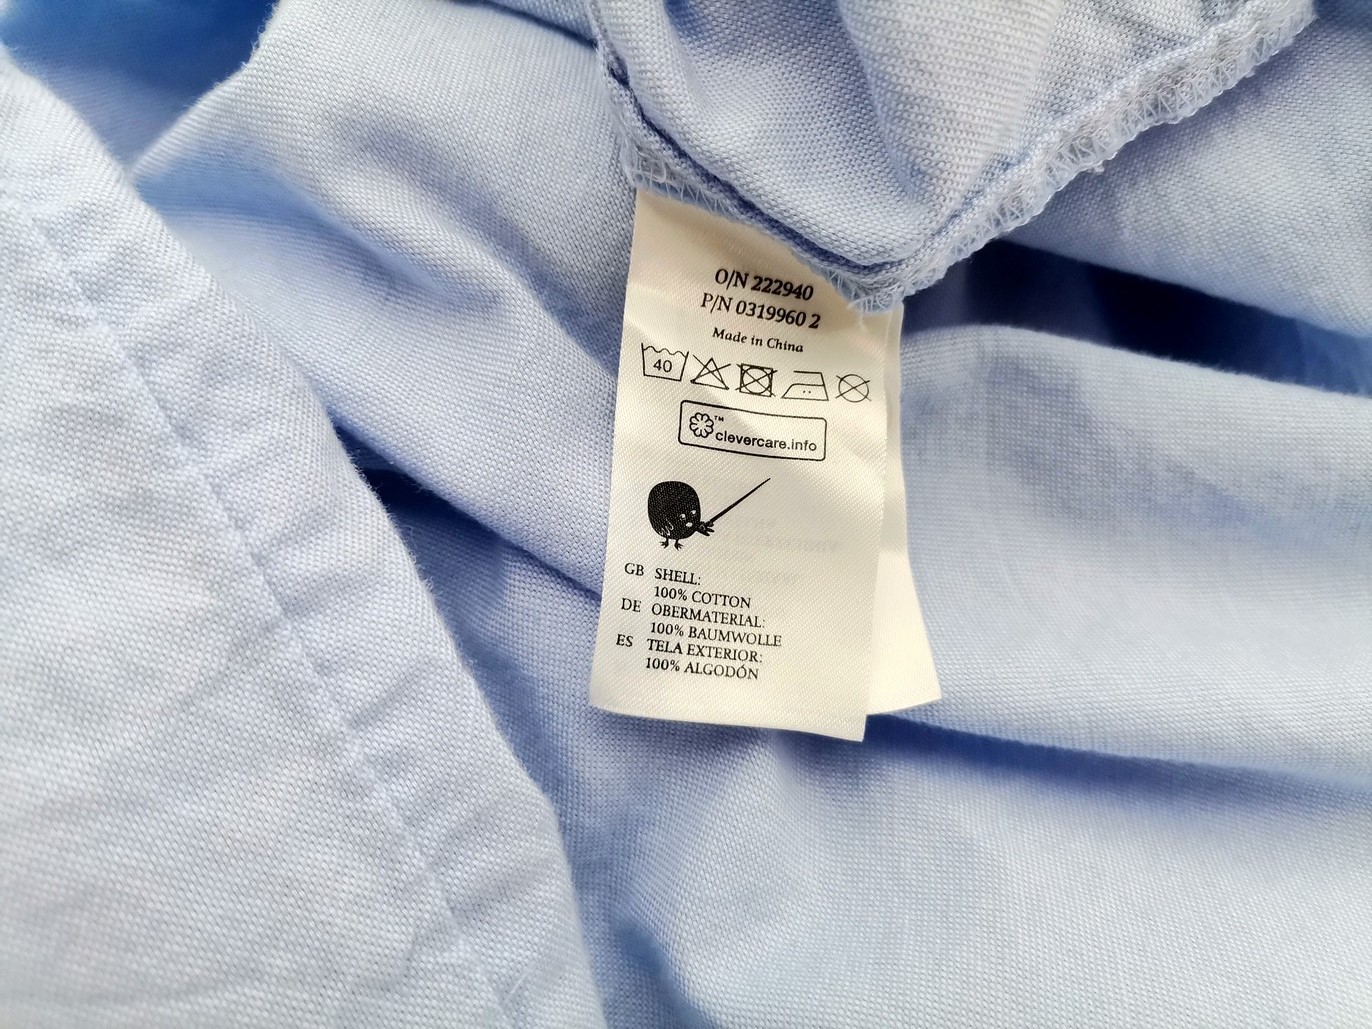 O/N 222940
P/N 0319960 2
Made in China
40
™
clevercare.info
GB SHELL:
100% COTTON
DE OBERMATERIAL:
100% BAUMWOLLE
ES TELA EXTERIOR:
100% ALGODÓN